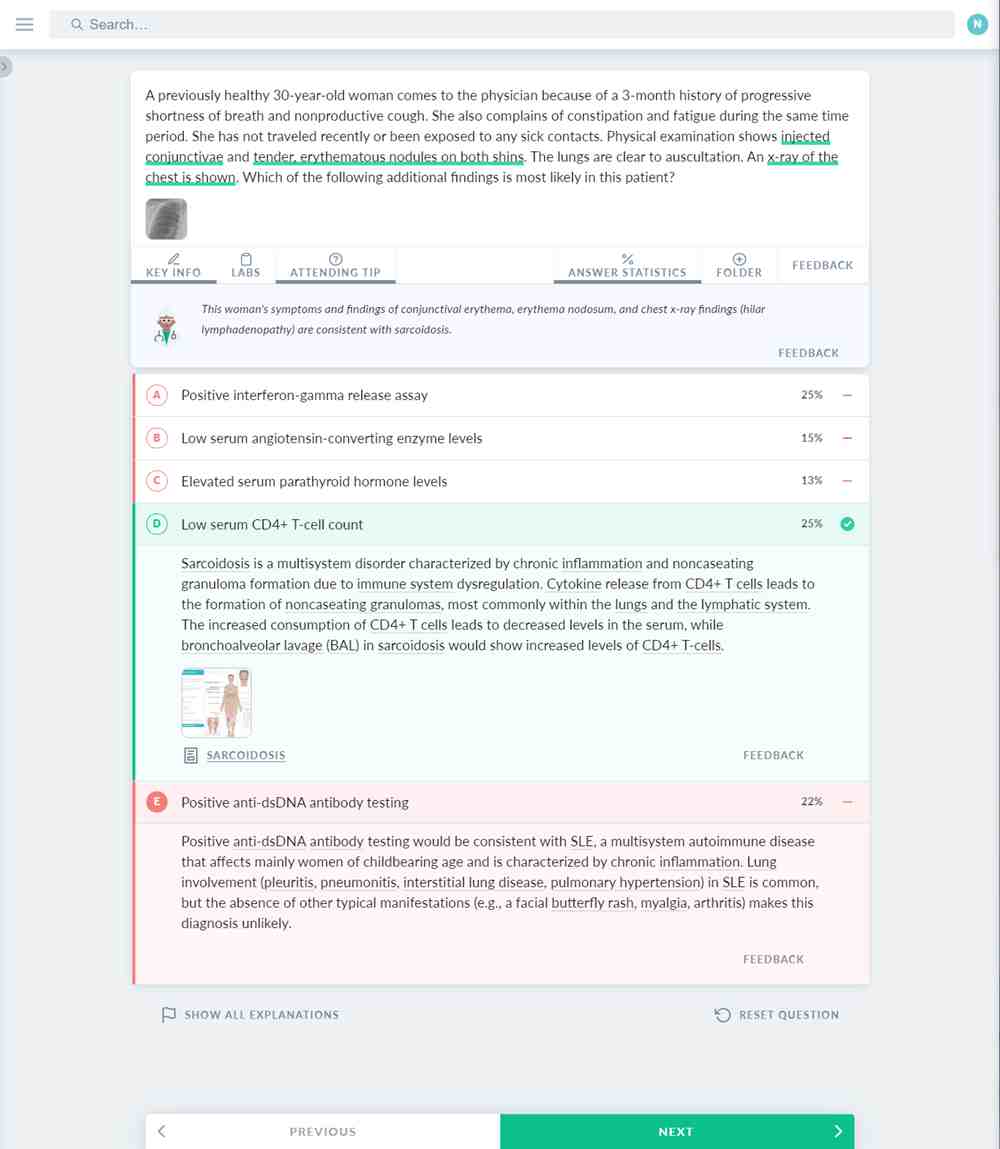 Search...
N
A previously healthy 30-year-old woman comes to the physician because of a 3-month history of progressive
shortness of breath and nonproductive cough. She also complains of constipation and fatigue during the same time
period. She has not traveled recently or been exposed to any sick contacts. Physical examination shows injected
conjunctivae and tender, erythematous nodules on both shins. The lungs are clear to auscultation. An x-ray of the
chest is shown. Which of the following additional findings is most likely in this patient?
KEY INFO
LABS
ATTENDING TIP
ANSWER STATISTICS
FOLDER
FEEDBACK
This woman's symptoms and findings of conjunctival erythema, erythema nodosum, and chest x-ray findings (hilar
lymphadenopathy) are consistent with sarcoidosis.
FEEDBACK
A Positive interferon-gamma release assay 25%
B Low serum angiotensin-converting enzyme levels 15%
C Elevated serum parathyroid hormone levels 13%
D Low serum CD4+ T-cell count 25%
Sarcoidosis is a multisystem disorder characterized by chronic inflammation and noncaseating
granuloma formation due to immune system dysregulation. Cytokine release from CD4+ T cells leads to
the formation of noncaseating granulomas, most commonly within the lungs and the lymphatic system.
The increased consumption of CD4+ T cells leads to decreased levels in the serum, while
bronchoalveolar lavage (BAL) in sarcoidosis would show increased levels of CD4+ T-cells.
SARCOIDOSIS
FEEDBACK
E Positive anti-dsDNA antibody testing 22%
Positive anti-dsDNA antibody testing would be consistent with SLE, a multisystem autoimmune disease
that affects mainly women of childbearing age and is characterized by chronic inflammation. Lung
involvement (pleuritis, pneumonitis, interstitial lung disease, pulmonary hypertension) in SLE is common,
but the absence of other typical manifestations (e.g., a facial butterfly rash, myalgia, arthritis) makes this
diagnosis unlikely.
FEEDBACK
SHOW ALL EXPLANATIONS
RESET QUESTION
PREVIOUS
NEXT